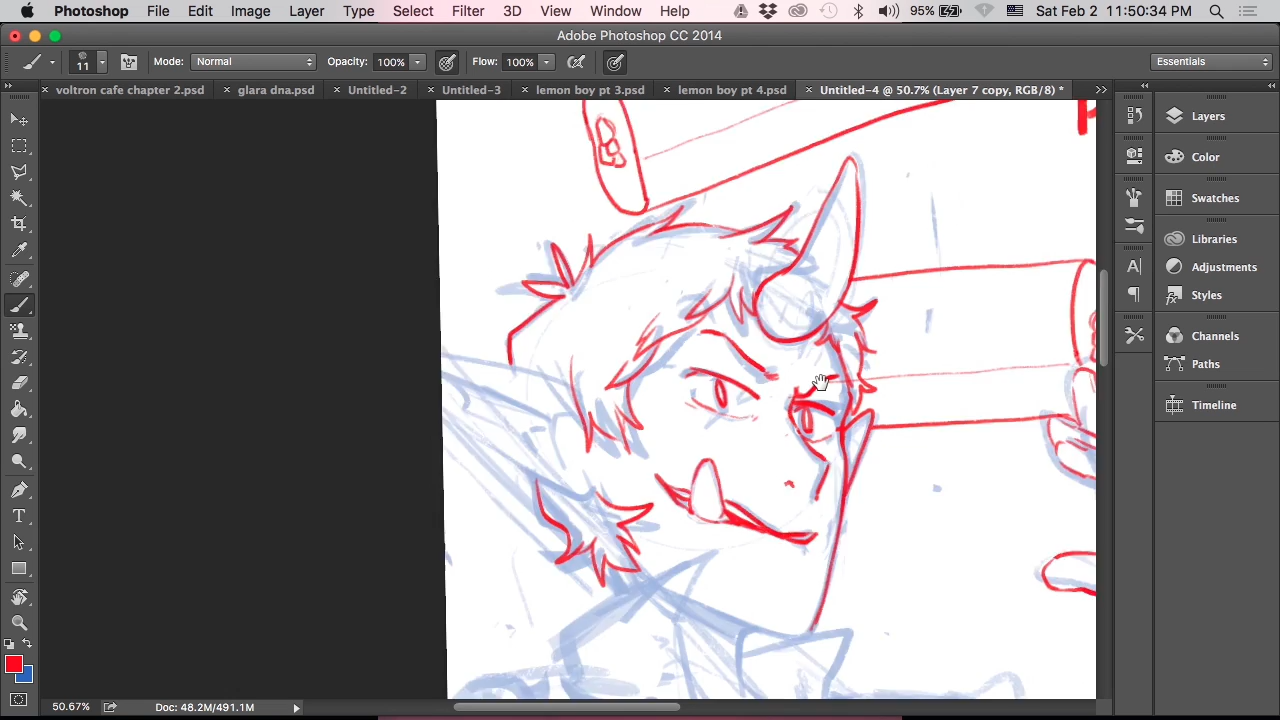 Photoshop File Edit Image Layer Type Select Filter 3D View Window Help 95% Sat Feb 2 11:50:34 PM
Adobe Photoshop CC 2014
11 Mode: Normal Opacity: 100% Flow: 100% Essentials
voltron cafe chapter 2.psd glara dna.psd Untitled-2 Untitled-3 lemon boy pt 3.psd lemon boy pt 4.psd Untitled-4 @ 50.7% (Layer 7 copy, RGB/8) *
Layers
Color
Swatches
Libraries
Adjustments
Styles
Channels
Paths
Timeline
50.67% Doc: 48.2M/491.1M